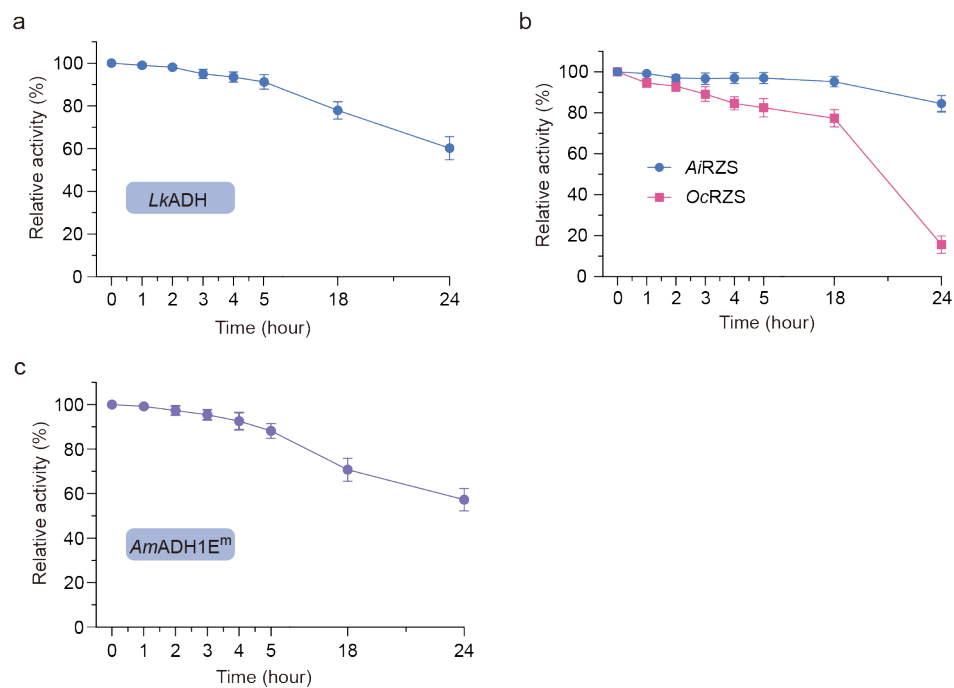 a
Relative activity (%)
100
80
60
40
20
0
LkADH
0 1 2 3 4 5 18 24
Time (hour)
b
Relative activity (%)
100
80
60
40
20
0
AiRZS
OcRZS
0 1 2 3 4 5 18 24
Time (hour)
c
Relative activity (%)
100
80
60
40
20
0
AmADH1Eᵐ
0 1 2 3 4 5 18 24
Time (hour)